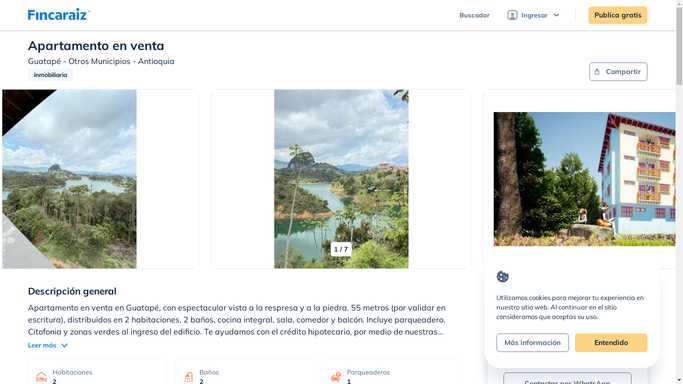 Fincaraiz
Buscador
Ingresar
Publica gratis
Apartamento en venta
Guatapé - Otros Municipios - Antioquia
Inmobiliaria
Compartir
1 / 7
Descripción general
Apartamento en venta en Guatapé, con espectacular vista a la respresa y a la piedra. 55 metros (por validar en
escritura), distribuidos en 2 habitaciones, 2 baños, cocina integral, sala, comedor y balcón. Incluye parqueadero.
Citofonía y zonas verdes al ingreso del edificio. Te ayudamos con el crédito hipotecario, por medio de nuestras...
Leer más
Habitaciones
2
Baños
2
Parqueaderos
1
Utilizamos cookies para mejorar tu experiencia en
nuestro sitio web. Al continuar en el sitio
consideramos que aceptas su uso.
Más información
Entendido
Contactar por WhatsApp